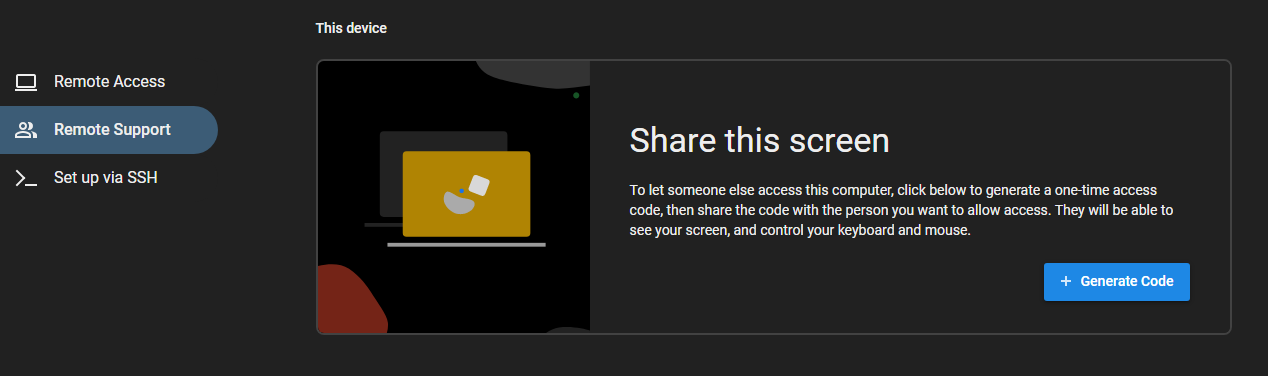 This device
Remote Access
Remote Support
Set up via SSH
Share this screen
To let someone else access this computer, click below to generate a one-time access
code, then share the code with the person you want to allow access. They will be able to
see your screen, and control your keyboard and mouse.
+ Generate Code